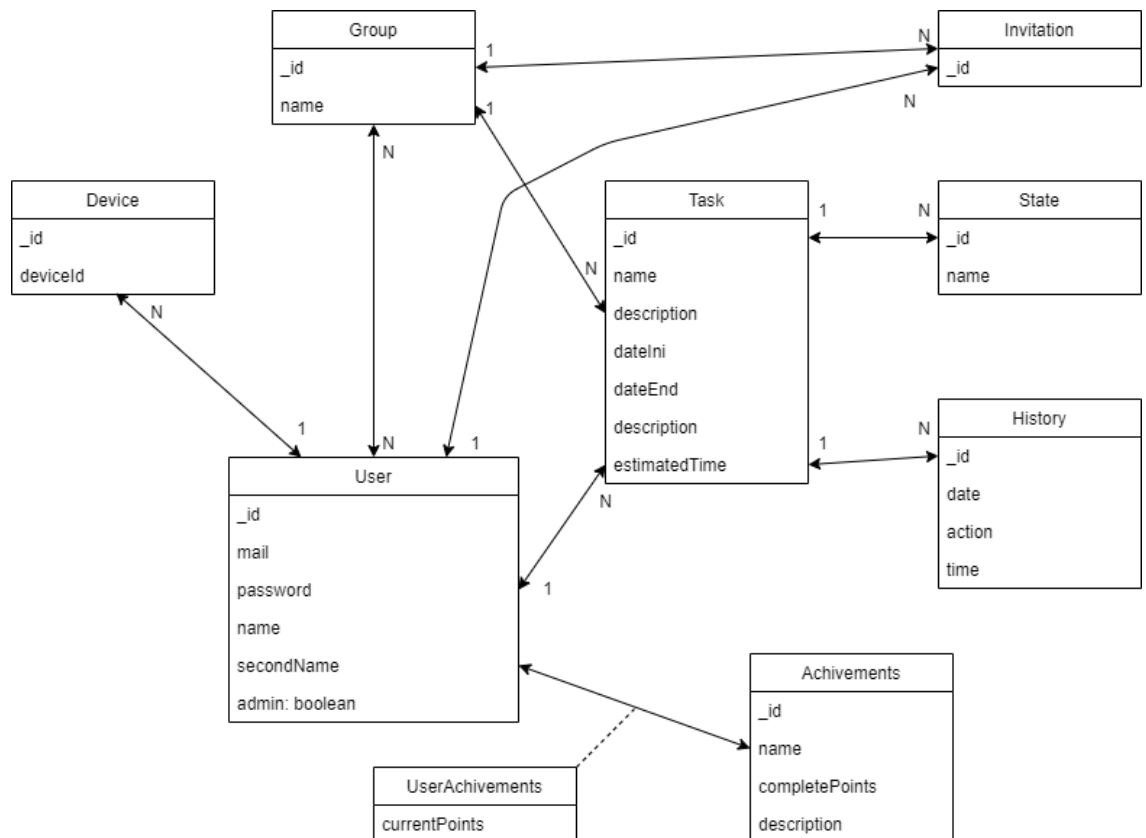 Group
_id
name
1
N
Invitation
_id
N
1
N
Device
_id
deviceId
N
1
Task
_id
name
description
dateIni
dateEnd
description
estimatedTime
N
1
N
State
_id
name
1
N
History
_id
date
action
time
N
1
User
_id
mail
password
name
secondName
admin: boolean
N
1
Achivements
_id
name
completePoints
description
UserAchivements
currentPoints